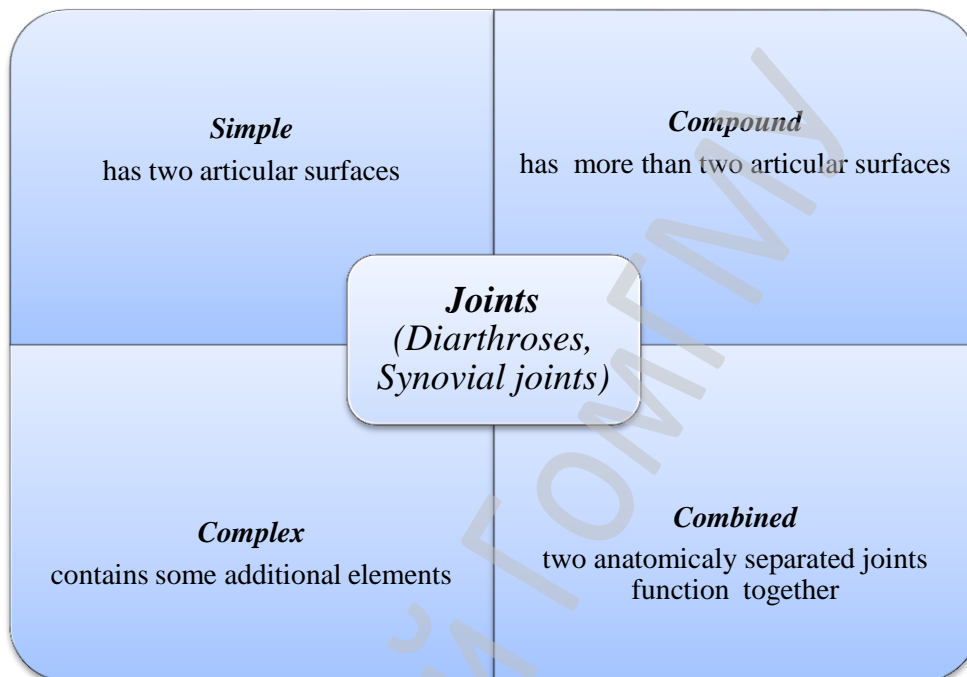 Simple
has two articular surfaces
Compound
has more than two articular surfaces
Joints
(Diarthroses,
Synovial joints)
Complex
contains some additional elements
Combined
two anatomicaly separated joints
function together
й ГомГМУ